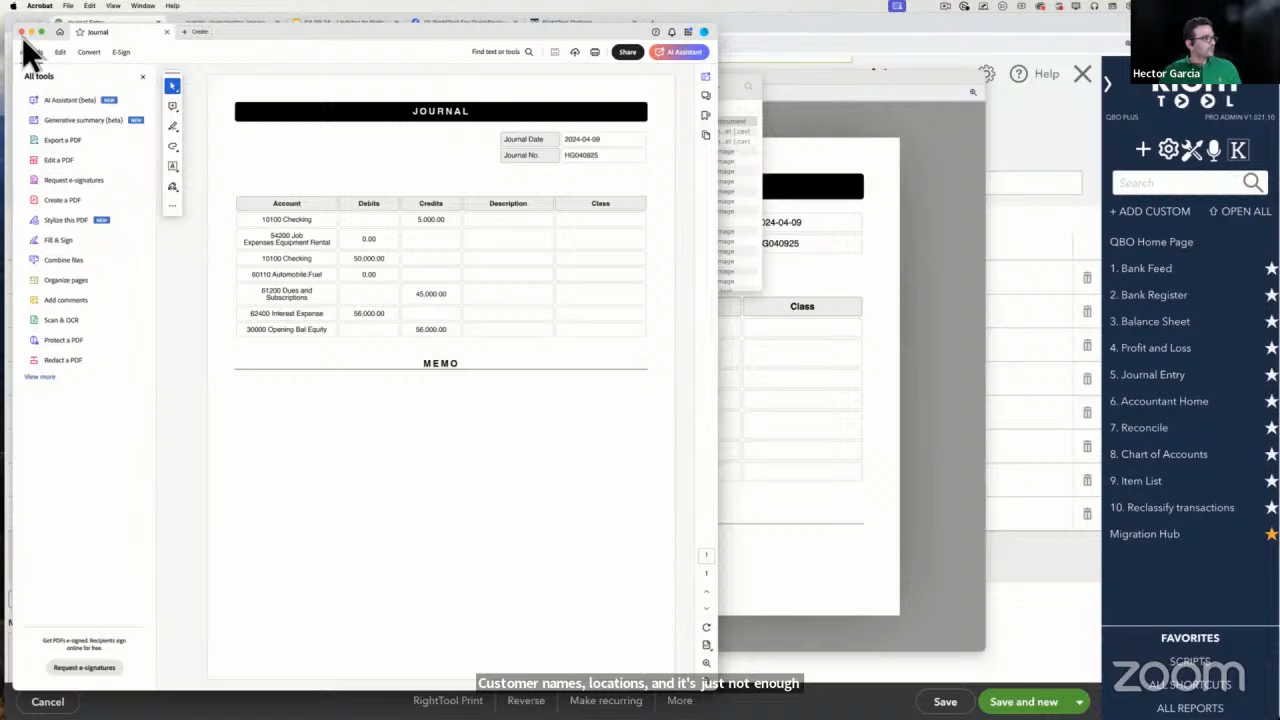 Acrobat File Edit View Window Help
Journal
Create
Edit Convert E-Sign
Find text or tools
Share
AI Assistant
All tools
AI Assistant (beta) NEW
Generative summary (beta) NEW
Export a PDF
Edit a PDF
Request e-signatures
Create a PDF
Stylize this PDF NEW
Fill & Sign
Combine files
Organize pages
Add comments
Scan & OCR
Protect a PDF
Redact a PDF
View more
Get PDFs e-signed. Recipients sign
online for free.
Request e-signatures
JOURNAL
Journal Date 2024-04-09
Journal No. HG040925
Account Debits Credits Description Class
10100 Checking 5,000.00
54200 Job
Expenses:Equipment Rental 0.00
10100 Checking 50,000.00
60110 Automobile:Fuel 0.00
61200 Dues and
Subscriptions 45,000.00
62400 Interest Expense 56,000.00
30000 Opening Bal Equity 56,000.00
MEMO
1
1
Class
Hector Garcia
Help
TOOL
QBO PLUS PRO ADMIN V1.021.10
K
Search
+ ADD CUSTOM OPEN ALL
QBO Home Page
1. Bank Feed
2. Bank Register
3. Balance Sheet
4. Profit and Loss
5. Journal Entry
6. Accountant Home
7. Reconcile
8. Chart of Accounts
9. Item List
10. Reclassify transactions
Migration Hub
FAVORITES
SCRIPTS
ALL SHORTCUTS
ALL REPORTS
zoom
Customer names, locations, and it's just not enough
Cancel
RightTool Print Reverse Make recurring More
Save
Save and new